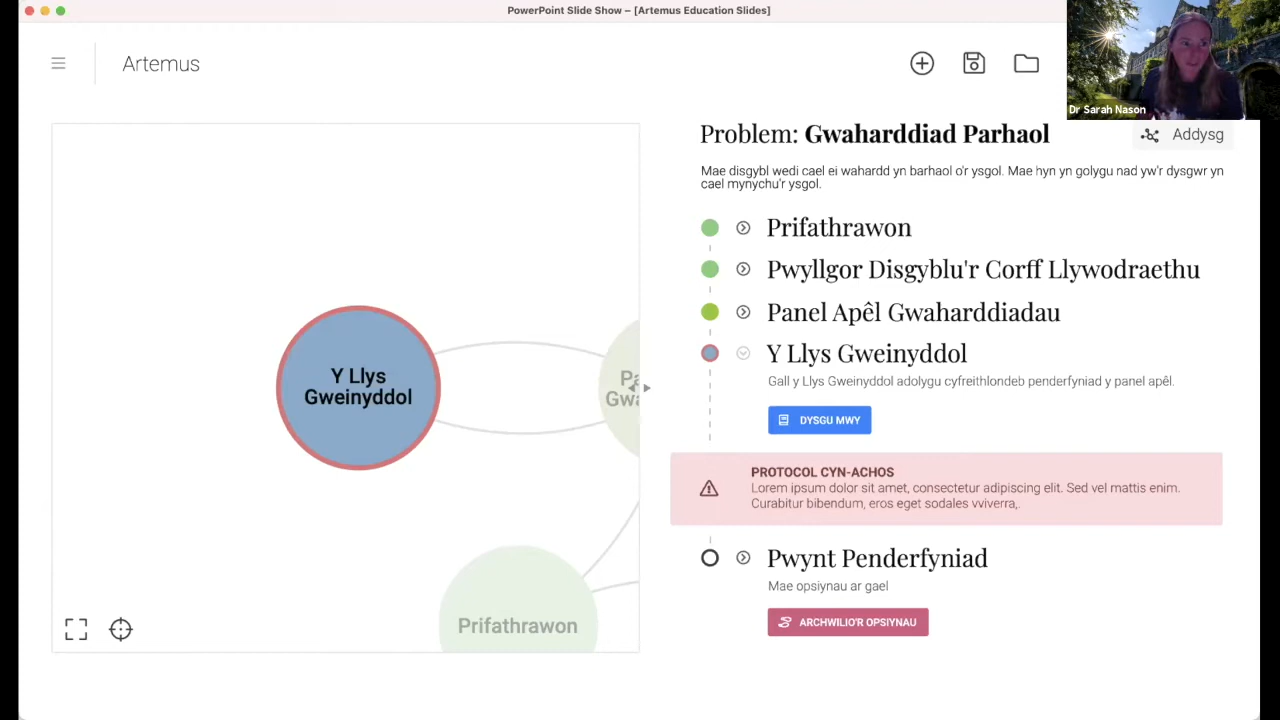 PowerPoint Slide Show – [Artemus Education Slides]
Artemus
Dr Sarah Nason
Problem: Gwaharddiad Parhaol
Addysg
Mae disgybl wedi cael ei wahardd yn barhaol o'r ysgol. Mae hyn yn golygu nad yw'r dysgwr yn
cael mynychu'r ysgol.
Prifathrawon
Pwyllgor Disgyblu'r Corff Llywodraethu
Panel Apêl Gwaharddiadau
Y Llys Gweinyddol
Gall y Llys Gweinyddol adolygu cyfreithlondeb penderfyniad y panel apêl.
DYSGU MWY
PROTOCOL CYN-ACHOS
Lorem ipsum dolor sit amet, consectetur adipiscing elit. Sed vel mattis enim.
Curabitur bibendum, eros eget sodales vviverra,.
Pwynt Penderfyniad
Mae opsiynau ar gael
ARCHWILIO'R OPSIYNAU
Y Llys
Gweinyddol
Pa
Gwa
Prifathrawon